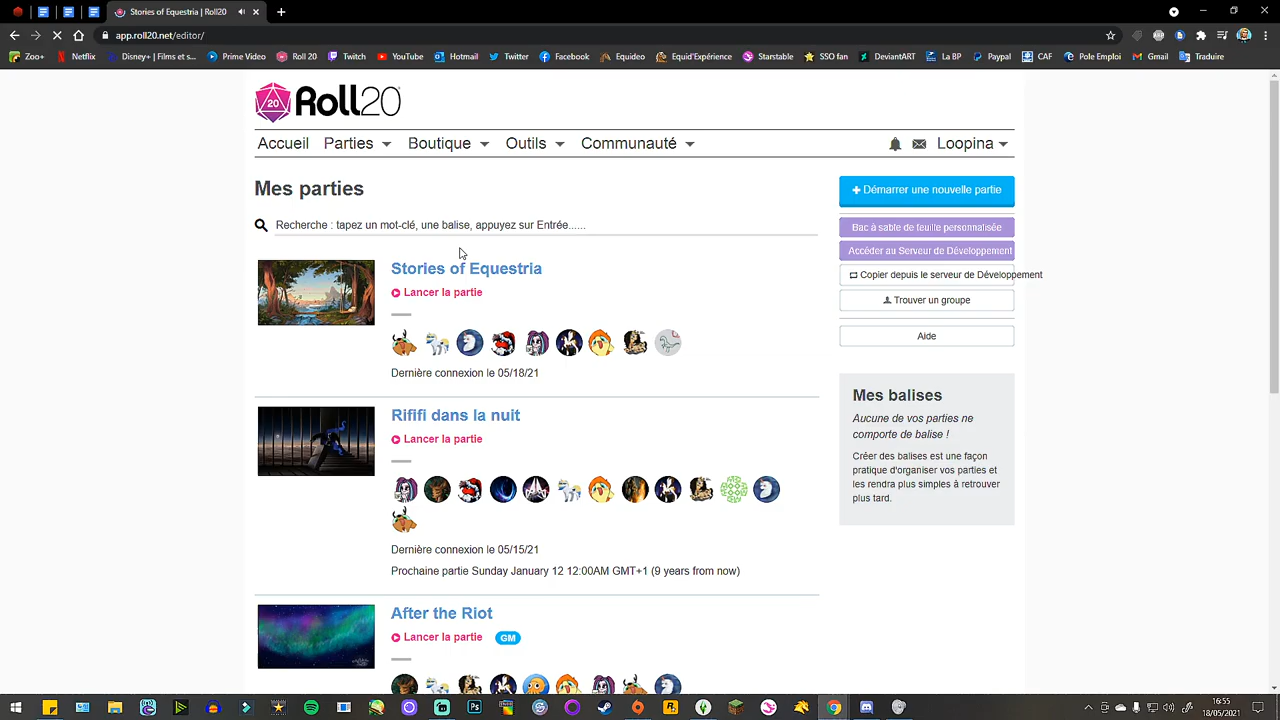 Stories of Equestria | Roll20
app.roll20.net/editor/
Zoo+ Netflix Disney+ | Films et s... Prime Video Roll 20 Twitch YouTube Hotmail Twitter Facebook Equideo Equid'Expérience Starstable SSO fan DeviantART La BP Paypal CAF Pole Emploi Gmail Traduire
20 Roll20
Accueil Parties Boutique Outils Communauté Loopina
Mes parties
Démarrer une nouvelle partie
Recherche : tapez un mot-clé, une balise, appuyez sur Entrée......
Bac à sable de feuille personnalisée
Accéder au Serveur de Développement
Copier depuis le serveur de Développement
Trouver un groupe
Aide
Stories of Equestria
Lancer la partie
Dernière connexion le 05/18/21
Mes balises
Aucune de vos parties ne
comporte de balise !
Créer des balises est une façon
pratique d'organiser vos parties et
les rendra plus simples à retrouver
plus tard.
Rififi dans la nuit
Lancer la partie
Dernière connexion le 05/15/21
Prochaine partie Sunday January 12 12:00AM GMT+1 (9 years from now)
After the Riot
Lancer la partie GM
16:55
18/05/2021